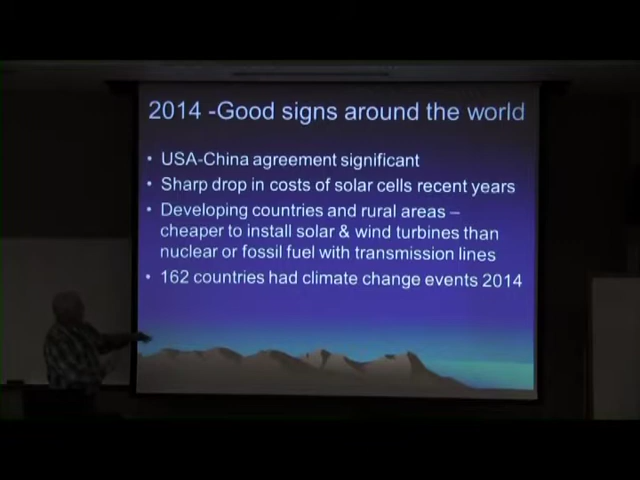 2014 -Good signs around the world
• USA-China agreement significant
• Sharp drop in costs of solar cells recent years
• Developing countries and rural areas –
cheaper to install solar & wind turbines than
nuclear or fossil fuel with transmission lines
• 162 countries had climate change events 2014